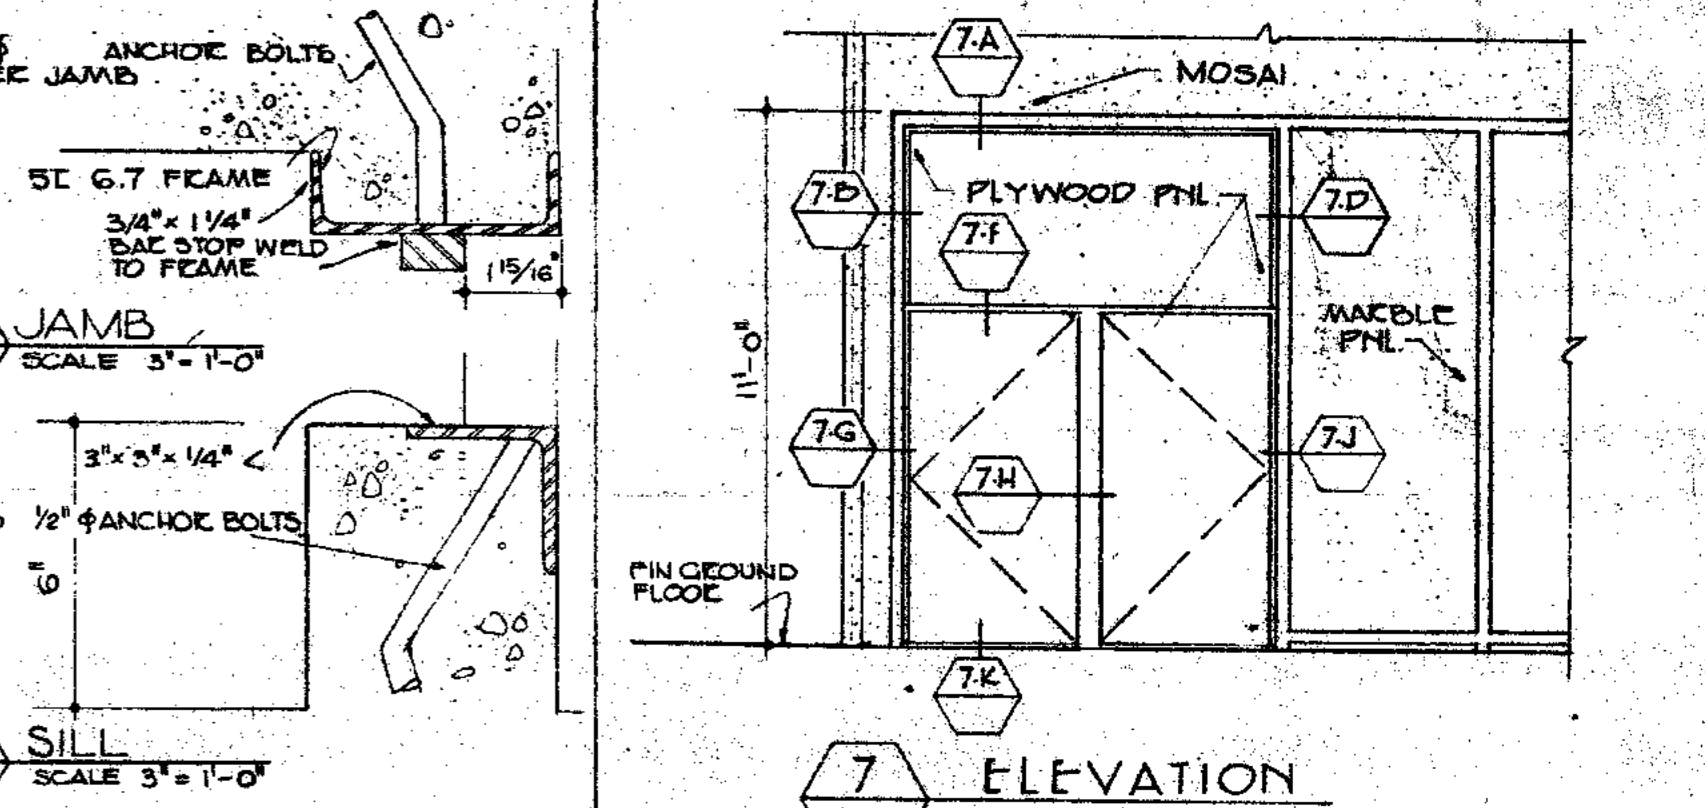 ANCHOR BOLTS
ER JAMB
5[ 6.7 FRAME
3/4" x 1 1/4"
BAR STOP WELD
TO FRAME
1 15/16"
JAMB
SCALE 3" = 1'-0"
3" x 3" x 1/4" <
1/2" ϕ ANCHOR BOLTS
6"
SILL
SCALE 3" = 1'-0"
7·A
MOSAI
7·B
PLYWOOD PNL.
7·D
7·F
MARBLE
PNL.
11'-0"
7·G
7·H
7·J
FIN GROUND
FLOOR
7·K
7 ELEVATION